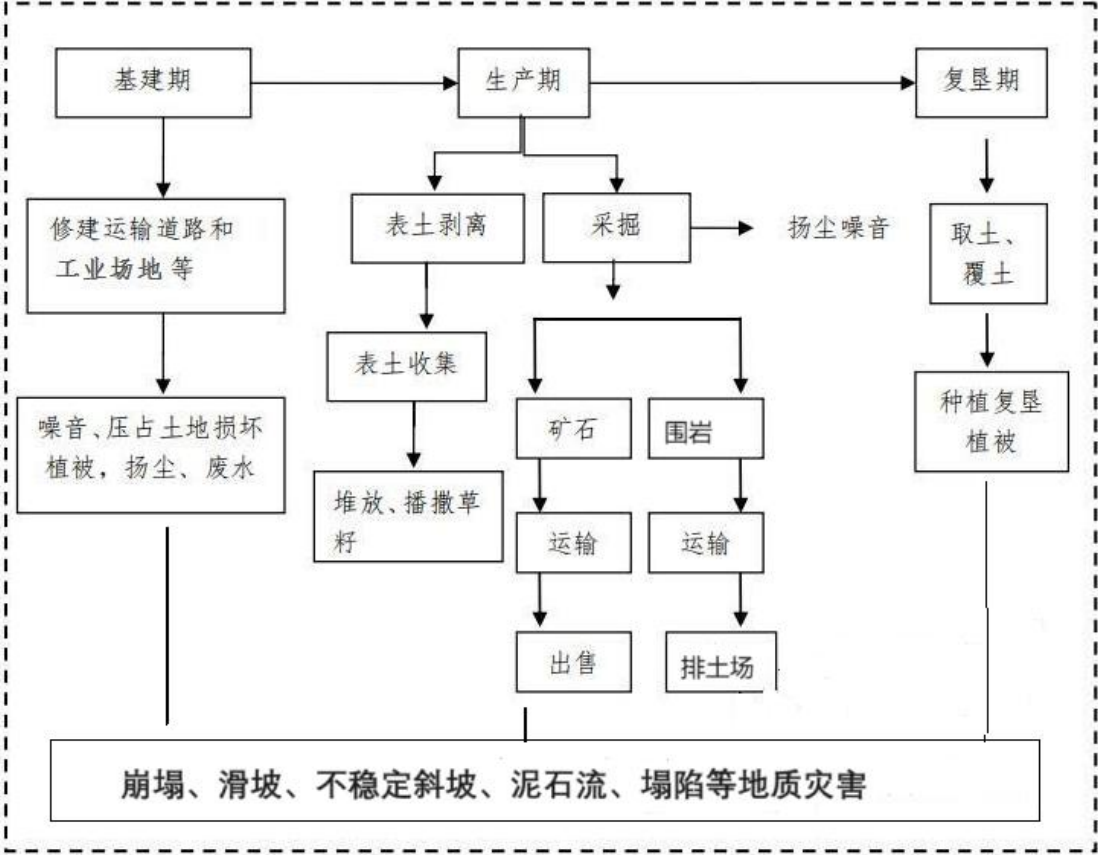 基建期
生产期
复垦期
修建运输道路和
工业场地等
表土剥离
采掘
扬尘噪音
取土、
覆土
表土收集
种植复垦
植被
噪音、压占土地损坏
植被，扬尘、废水
矿石
围岩
堆放、播撒草
籽
运输
运输
出售
排土场
崩塌、滑坡、不稳定斜坡、泥石流、塌陷等地质灾害